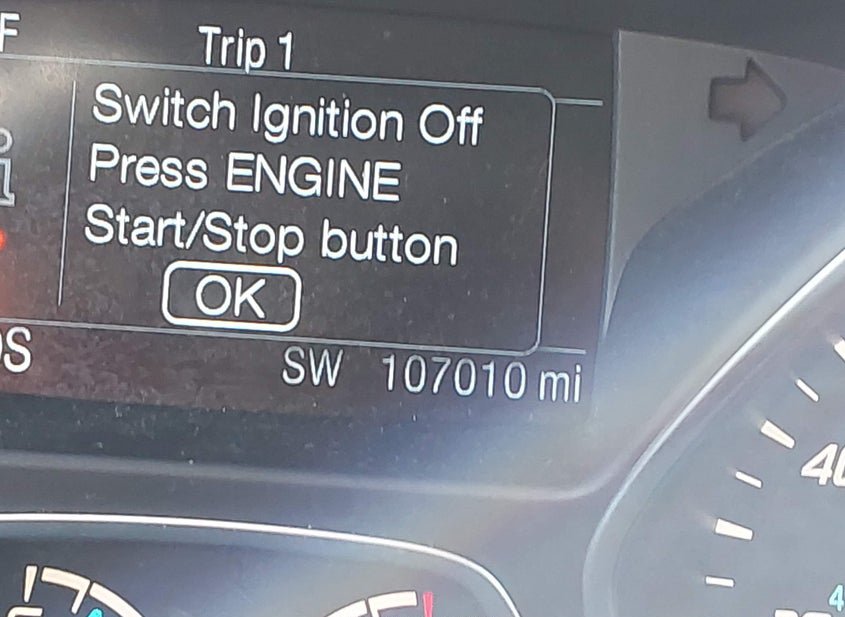 F
Trip 1
Switch Ignition Off
Press ENGINE
Start/Stop button
OK
SW 107010 mi